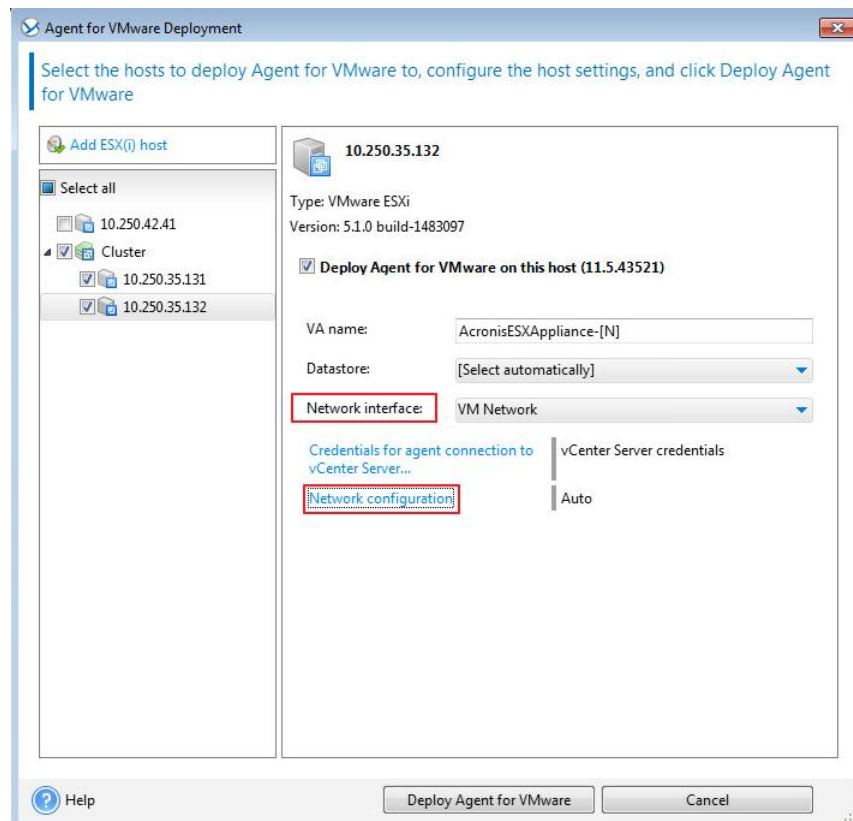 Agent for VMware Deployment
Select the hosts to deploy Agent for VMware to, configure the host settings, and click Deploy Agent
for VMware
Add ESX(i) host
Select all
10.250.42.41
Cluster
10.250.35.131
10.250.35.132
10.250.35.132
Type: VMware ESXi
Version: 5.1.0 build-1483097
Deploy Agent for VMware on this host (11.5.43521)
VA name:
AcronisESXAppliance-[N]
Datastore:
[Select automatically]
Network interface:
VM Network
Credentials for agent connection to
vCenter Server...
vCenter Server credentials
Network configuration
Auto
Help
Deploy Agent for VMware
Cancel